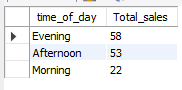 time_of_day Total_sales
Evening 58
Afternoon 53
Morning 22